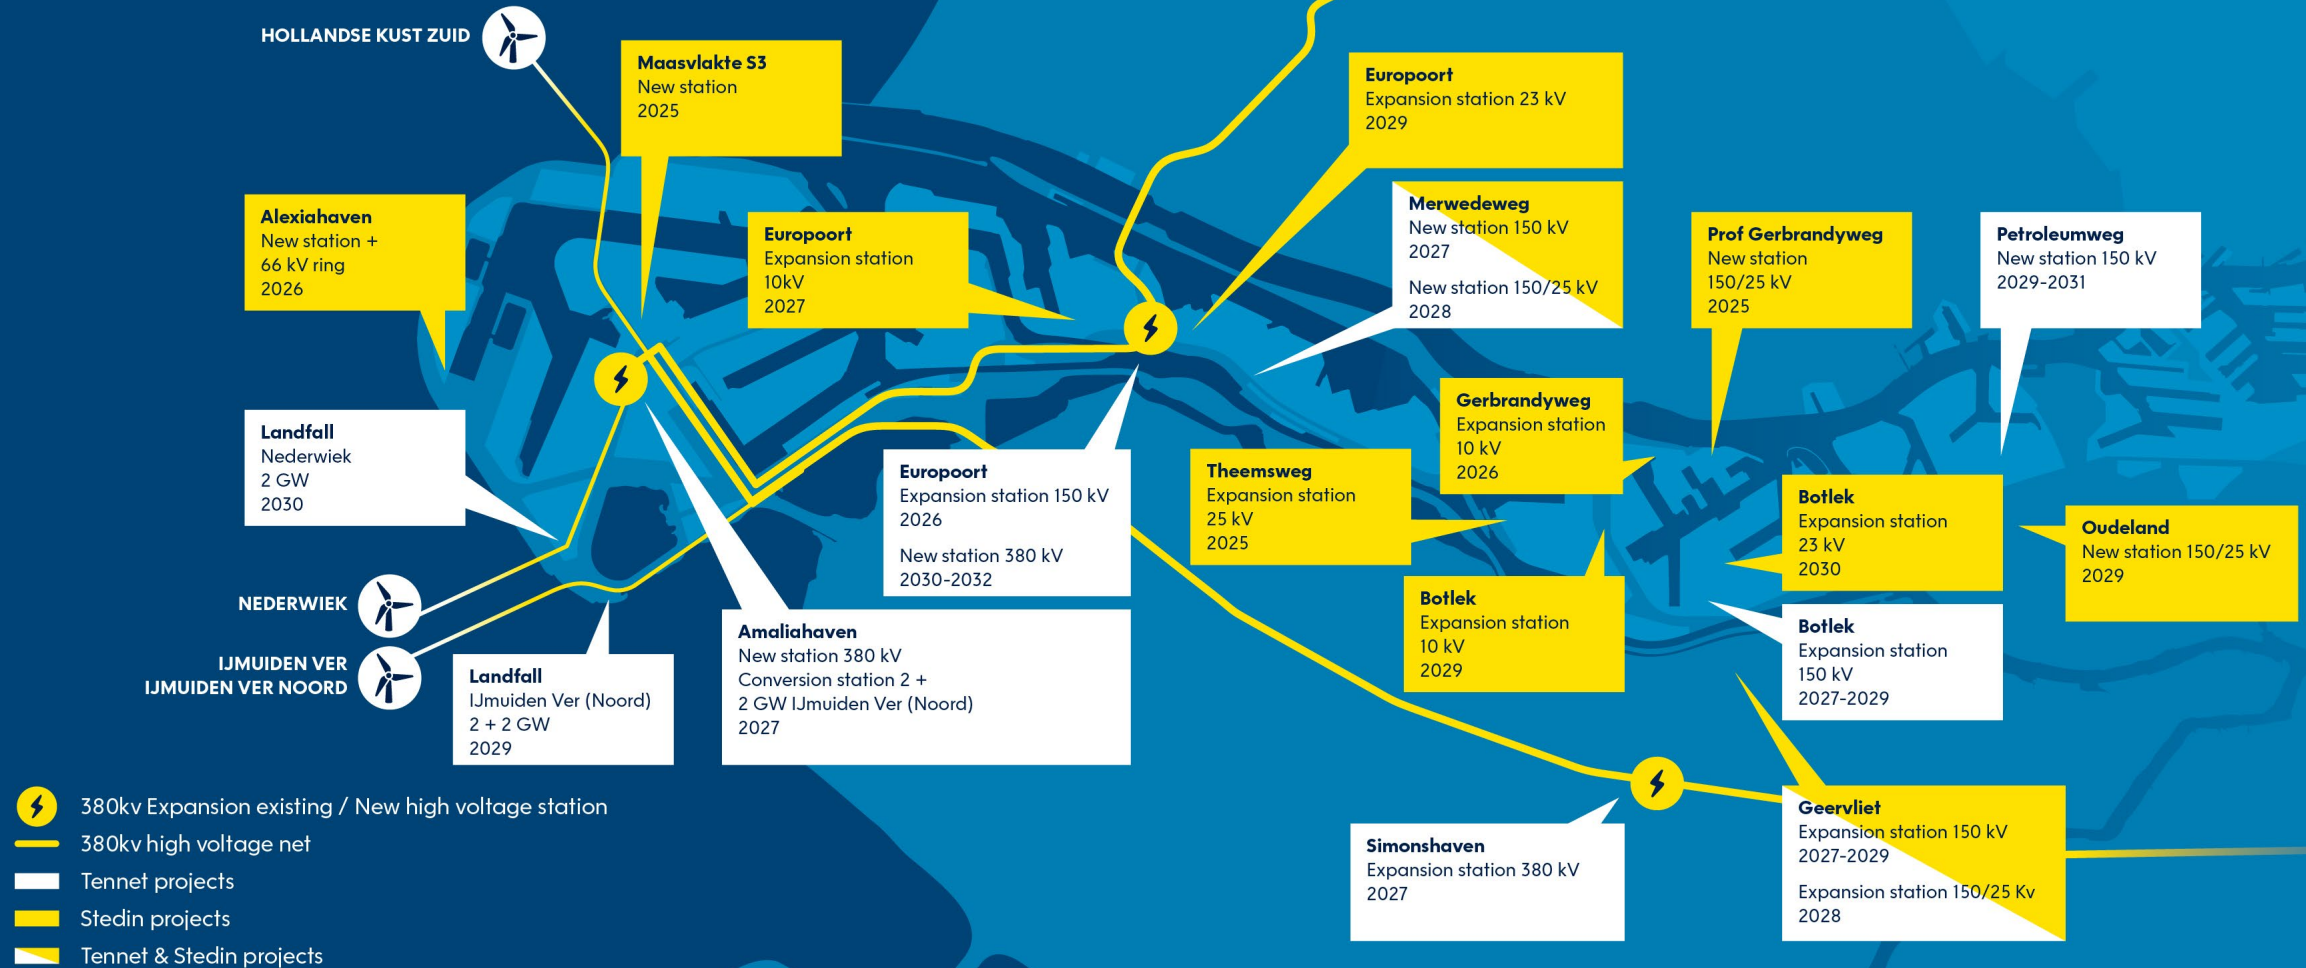 HOLLANDSE KUST ZUID
Maasvlakte S3
New station
2025
Europoort
Expansion station 23 kV
2029
Alexiahaven
New station +
66 kV ring
2026
Europoort
Expansion station
10kV
2027
Merwedeweg
New station 150 kV
2027
New station 150/25 kV
2028
Prof Gerbrandyweg
New station
150/25 kV
2025
Petroleumweg
New station 150 kV
2029-2031
Landfall
Nederwiek
2 GW
2030
Europoort
Expansion station 150 kV
2026
New station 380 kV
2030-2032
Theemsweg
Expansion station
25 kV
2025
Gerbrandyweg
Expansion station
10 kV
2026
Botlek
Expansion station
23 kV
2030
Oudeland
New station 150/25 kV
2029
NEDERWIEK
IJMUIDEN VER
IJMUIDEN VER NOORD
Landfall
IJmuiden Ver (Noord)
2 + 2 GW
2029
Amaliahaven
New station 380 kV
Conversion station 2 +
2 GW IJmuiden Ver (Noord)
2027
Botlek
Expansion station
10 kV
2029
Botlek
Expansion station
150 kV
2027-2029
Simonshaven
Expansion station 380 kV
2027
Geervliet
Expansion station 150 kV
2027-2029
Expansion station 150/25 Kv
2028
380kv Expansion existing / New high voltage station
380kv high voltage net
Tennet projects
Stedin projects
Tennet & Stedin projects